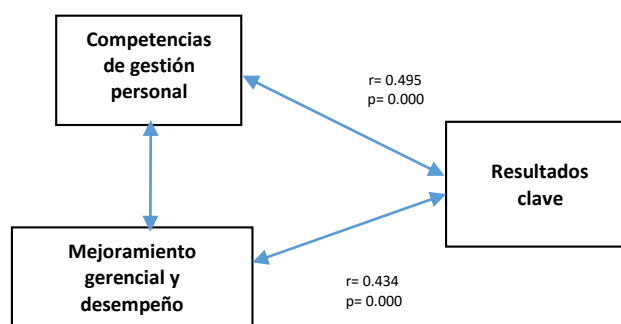 Competencias
de gestión
personal
r= 0.495
p= 0.000
Resultados
clave
Mejoramiento
gerencial y
desempeño
r= 0.434
p= 0.000